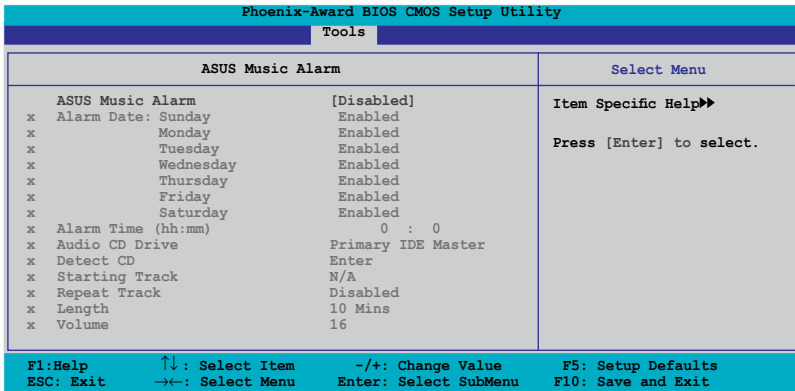 Phoenix-Award BIOS CMOS Setup Utility
Tools
ASUS Music Alarm
Select Menu
ASUS Music Alarm [Disabled]
x Alarm Date: Sunday Enabled
x Monday Enabled
x Tuesday Enabled
x Wednesday Enabled
x Thursday Enabled
x Friday Enabled
x Saturday Enabled
x Alarm Time (hh:mm) 0 : 0
x Audio CD Drive Primary IDE Master
x Detect CD Enter
x Starting Track N/A
x Repeat Track Disabled
x Length 10 Mins
x Volume 16
Item Specific Help▶▶
Press [Enter] to select.
F1:Help ↑↓: Select Item -/+: Change Value F5: Setup Defaults
ESC: Exit →←: Select Menu Enter: Select SubMenu F10: Save and Exit